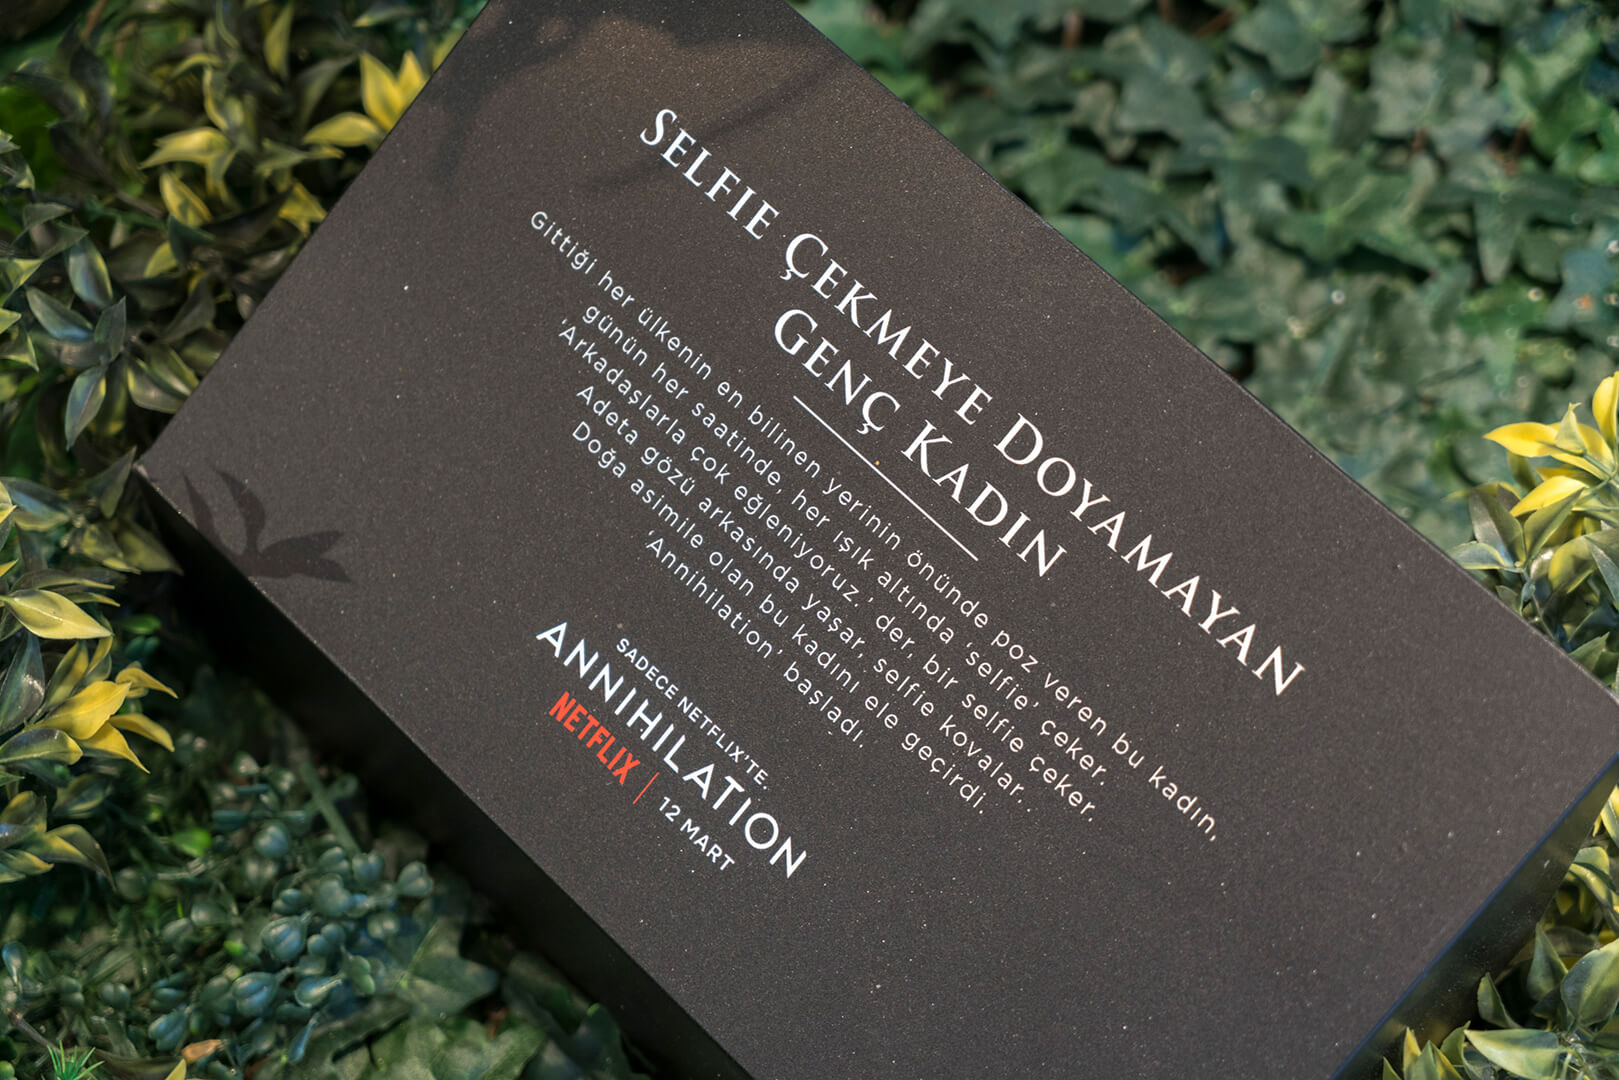 SELFIE ÇEKMEYE DOYAMAYAN
GENÇ KADIN
Gittiği her ülkenin en bilinen yerinin önünde poz veren bu kadın,
günün her saatinde, her ışık altında ‘selfie’ çeker,
‘Arkadaşlarla çok eğleniyoruz.’ der, bir selfie çeker.
Adeta gözü arkasında yaşar, selfie kovalar...
Doğa asimile olan bu kadını ele geçirdi.
‘Annihilation’ başladı.
SADECE NETFLIX'TE.
ANNIHILATION
NETFLIX | 12 MART